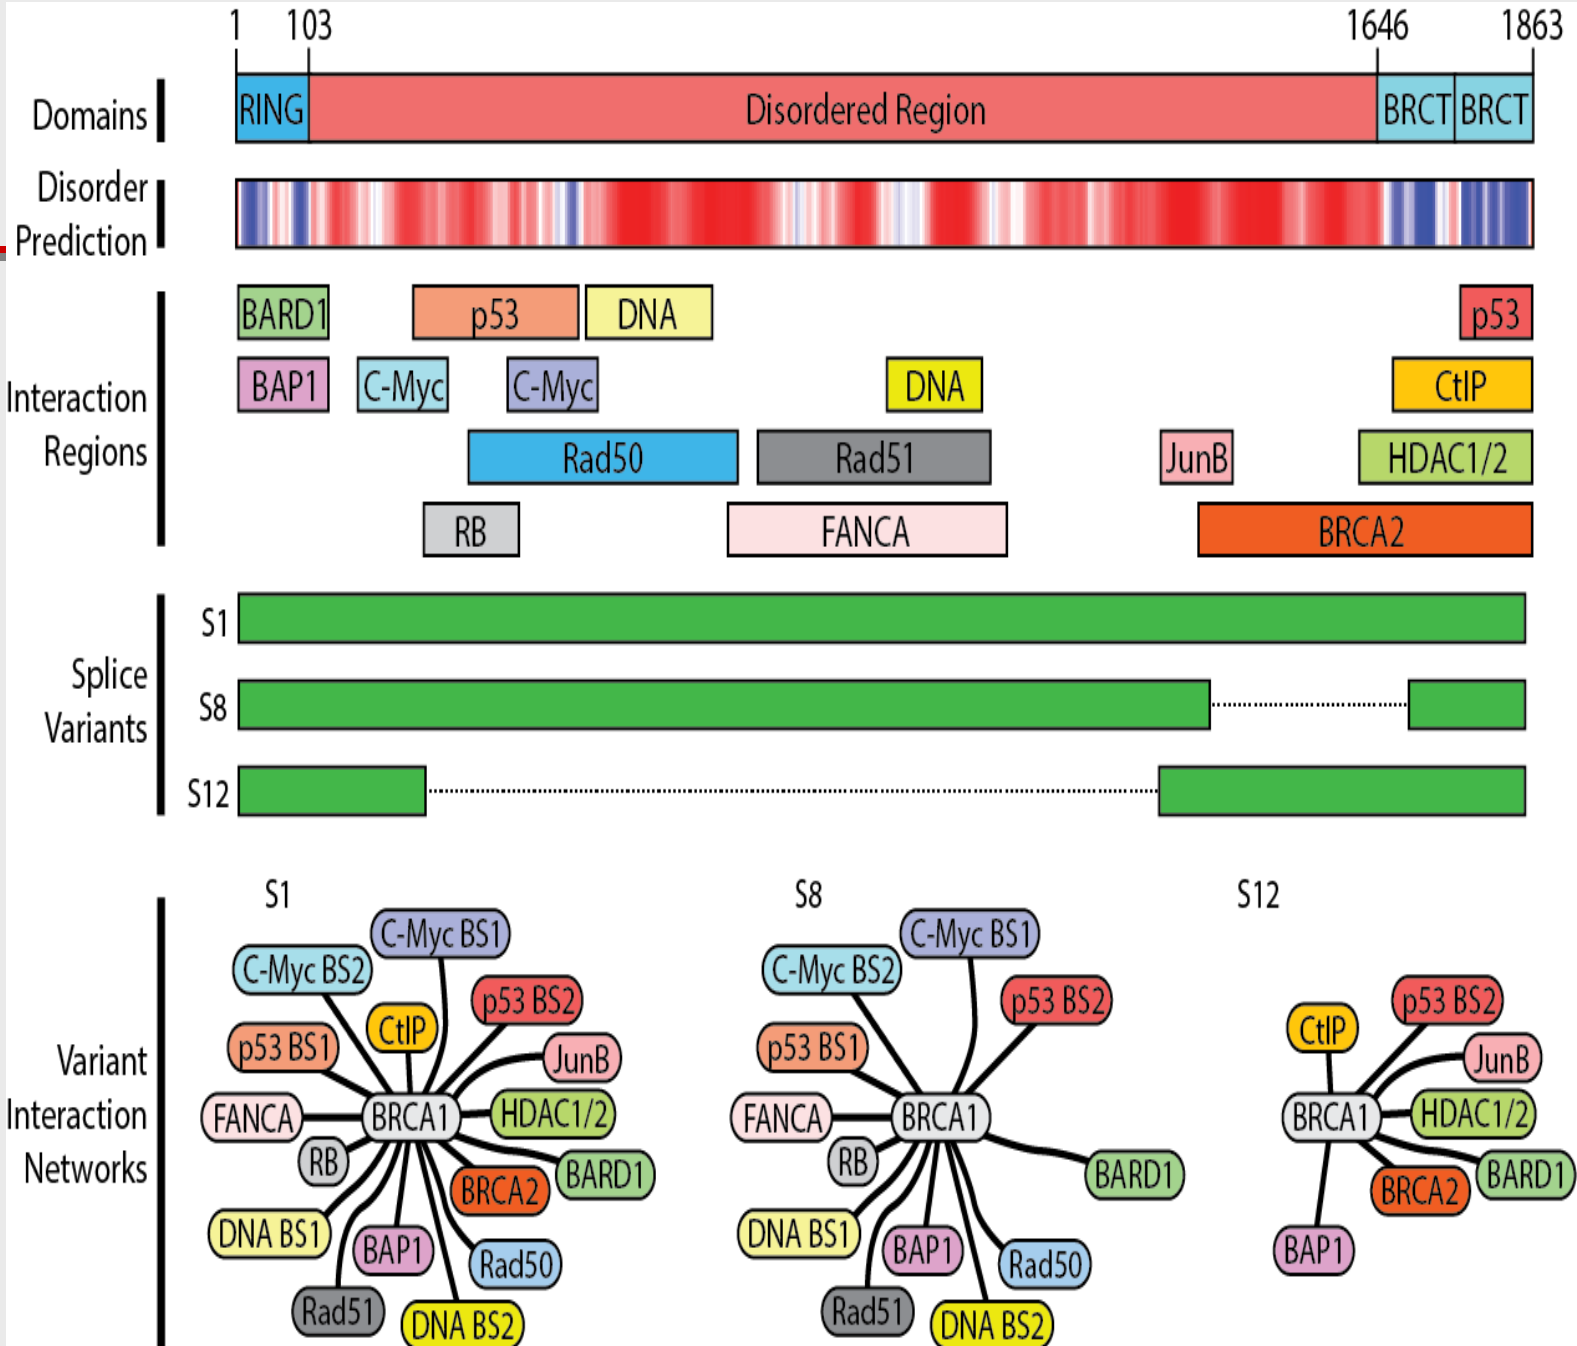 1 103 1646 1863
Domains RING Disordered Region BRCT BRCT
Disorder
Prediction
Interaction
Regions
BARD1 p53 DNA p53
BAP1 C-Myc C-Myc DNA CtIP
Rad50 Rad51 JunB HDAC1/2
RB FANCA BRCA2
Splice
Variants
S1
S8
S12
Variant
Interaction
Networks
S1
C-Myc BS1
C-Myc BS2
p53 BS2
CtIP
p53 BS1
JunB
FANCA
BRCA1
HDAC1/2
RB
BARD1
BRCA2
DNA BS1
BAP1
Rad50
Rad51
DNA BS2
S8
C-Myc BS1
C-Myc BS2
p53 BS2
p53 BS1
FANCA
BRCA1
RB
BARD1
DNA BS1
BAP1
Rad50
Rad51
DNA BS2
S12
p53 BS2
CtIP
JunB
BRCA1
HDAC1/2
BARD1
BRCA2
BAP1